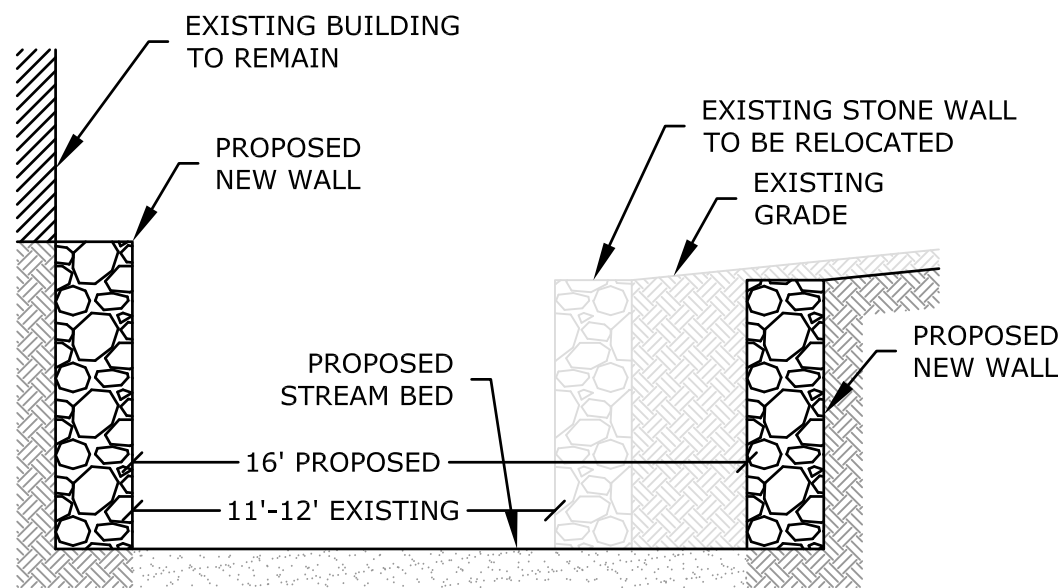 EXISTING BUILDING
TO REMAIN
EXISTING STONE WALL
TO BE RELOCATED
PROPOSED
NEW WALL
EXISTING
GRADE
PROPOSED
NEW WALL
PROPOSED
STREAM BED
16' PROPOSED
11'-12' EXISTING